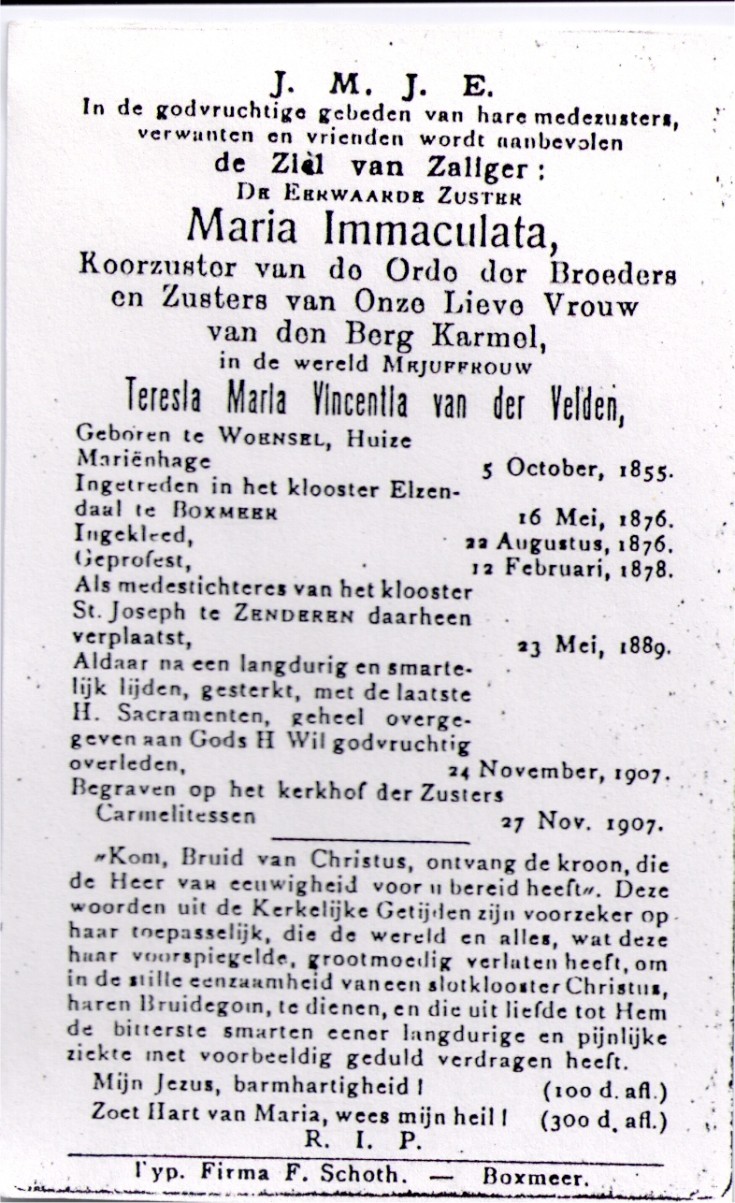 J. M. J. E.
In de godvruchtige gebeden van hare medezusters,
verwanten en vrienden wordt aanbevolen
de Ziel van Zaliger:
DE EERWAARDE ZUSTER
Maria Immaculata,
Koorzuster van de Orde der Broeders
en Zusters van Onze Lieve Vrouw
van den Berg Karmel,
in de wereld MEJUFFROUW
Teresia Maria Vincentia van der Velden,
Geboren te WOENSEL, Huize
Mariënhage 5 October, 1855.
Ingetreden in het klooster Elzen-
daal te BOXMEER 16 Mei, 1876.
Ingekleed, 22 Augustus, 1876.
Geprofest, 12 Februari, 1878.
Als medestichteres van het klooster
St. Joseph te ZENDEREN daarheen
verplaatst, 23 Mei, 1889.
Aldaar na een langdurig en smarte-
lijk lijden, gesterkt, met de laatste
H. Sacramenten, geheel overge-
geven aan Gods H Wil godvruchtig
overleden, 24 November, 1907.
Begraven op het kerkhof der Zusters
Carmelitessen 27 Nov. 1907.
„Kom, Bruid van Christus, ontvang de kroon, die
de Heer van eeuwigheid voor u bereid heeft„. Deze
woorden uit de Kerkelijke Getijden zijn voorzeker op
haar toepasselijk, die de wereld en alles, wat deze
haar voorspiegelde, grootmoedig verlaten heeft, om
in de stille eenzaamheid van een slotklooster Christus,
haren Bruidegom, te dienen, en die uit liefde tot Hem
de bitterste smarten eener langdurige en pijnlijke
ziekte met voorbeeldig geduld verdragen heeft.
Mijn Jezus, barmhartigheid! (100 d. afl.)
Zoet Hart van Maria, wees mijn heil! (300 d. afl.)
R. I. P.
Typ. Firma F. Schoth. — Boxmeer.